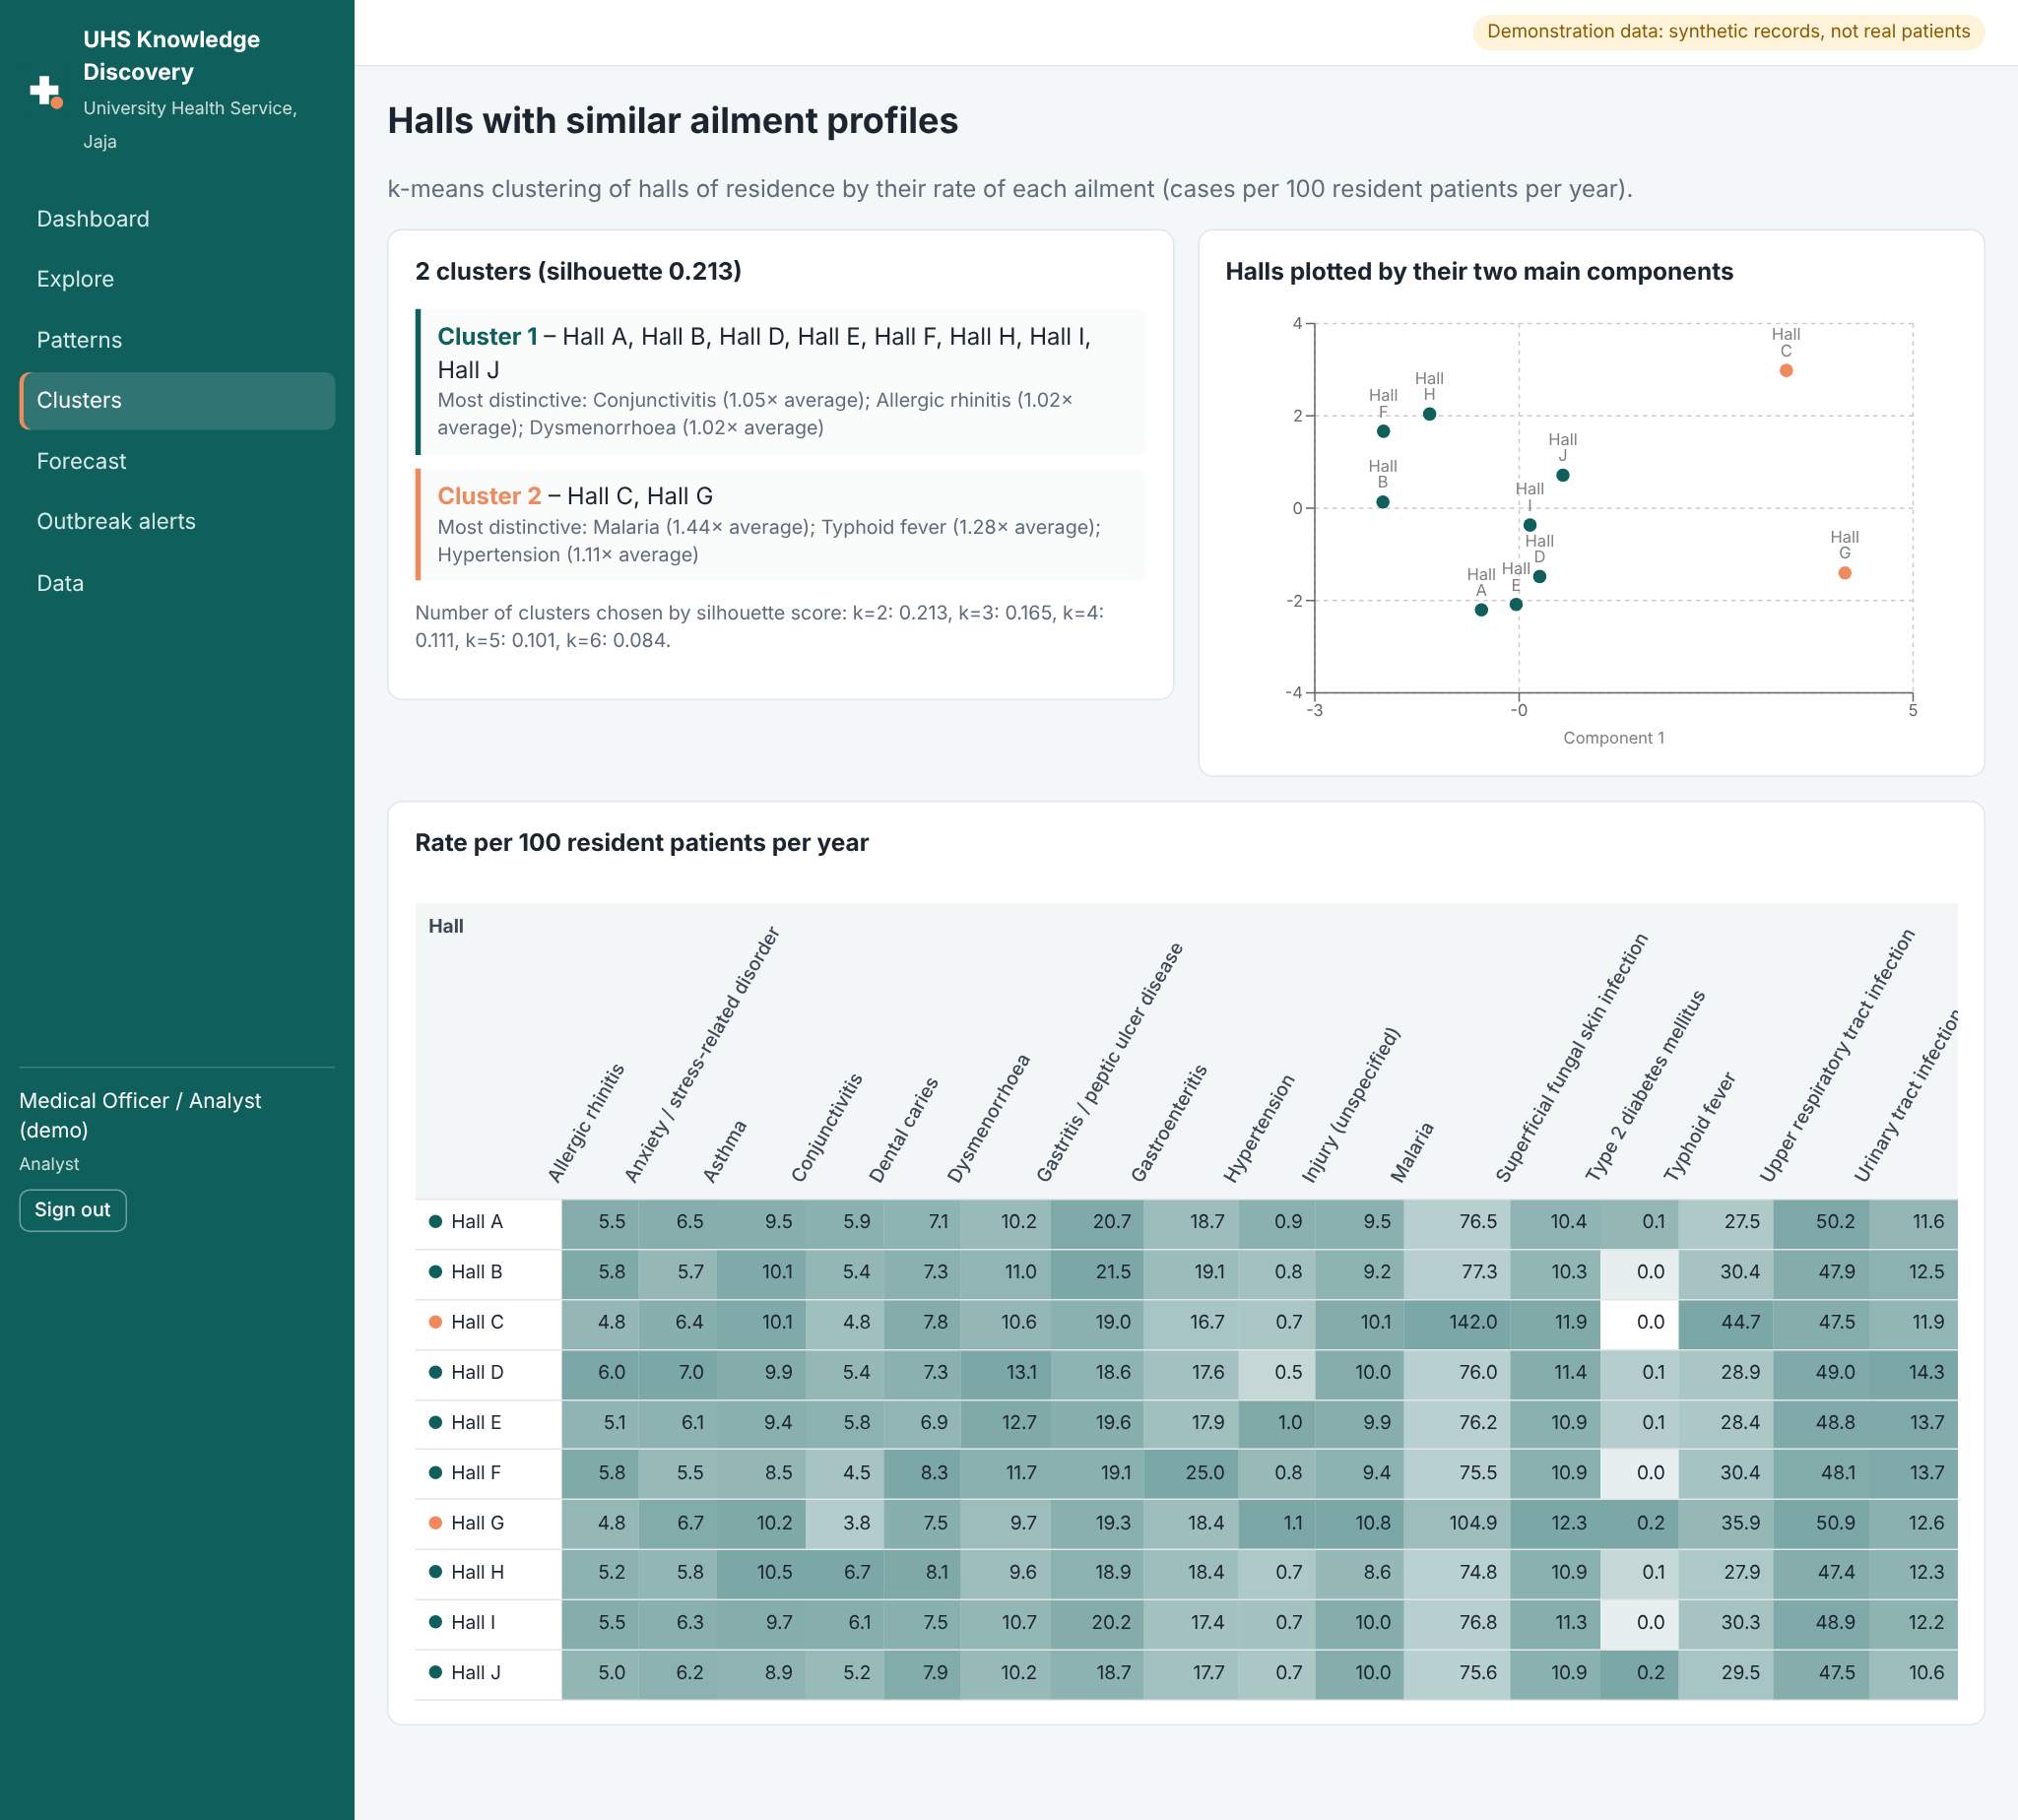 UHS Knowledge
Discovery
University Health Service,
Jaja
Dashboard
Explore
Patterns
Clusters
Forecast
Outbreak alerts
Data
Medical Officer / Analyst
(demo)
Analyst
Sign out
Demonstration data: synthetic records, not real patients
Halls with similar ailment profiles
k-means clustering of halls of residence by their rate of each ailment (cases per 100 resident patients per year).
2 clusters (silhouette 0.213)
Cluster 1 – Hall A, Hall B, Hall D, Hall E, Hall F, Hall H, Hall I,
Hall J
Most distinctive: Conjunctivitis (1.05× average); Allergic rhinitis (1.02×
average); Dysmenorrhoea (1.02× average)
Cluster 2 – Hall C, Hall G
Most distinctive: Malaria (1.44× average); Typhoid fever (1.28× average);
Hypertension (1.11× average)
Number of clusters chosen by silhouette score: k=2: 0.213, k=3: 0.165, k=4:
0.111, k=5: 0.101, k=6: 0.084.
Halls plotted by their two main components
4
2
0
-2
-4
-3
-0
5
Component 1
Hall
C
Hall
H
Hall
F
Hall
J
Hall
B
Hall
I
Hall
D
Hall
G
Hall
E
Hall
A
Rate per 100 resident patients per year
Hall
Allergic rhinitis
Anxiety / stress-related disorder
Asthma
Conjunctivitis
Dental caries
Dysmenorrhoea
Gastritis / peptic ulcer disease
Gastroenteritis
Hypertension
Injury (unspecified)
Malaria
Superficial fungal skin infection
Type 2 diabetes mellitus
Typhoid fever
Upper respiratory tract infection
Urinary tract infection
Hall A 5.5 6.5 9.5 5.9 7.1 10.2 20.7 18.7 0.9 9.5 76.5 10.4 0.1 27.5 50.2 11.6
Hall B 5.8 5.7 10.1 5.4 7.3 11.0 21.5 19.1 0.8 9.2 77.3 10.3 0.0 30.4 47.9 12.5
Hall C 4.8 6.4 10.1 4.8 7.8 10.6 19.0 16.7 0.7 10.1 142.0 11.9 0.0 44.7 47.5 11.9
Hall D 6.0 7.0 9.9 5.4 7.3 13.1 18.6 17.6 0.5 10.0 76.0 11.4 0.1 28.9 49.0 14.3
Hall E 5.1 6.1 9.4 5.8 6.9 12.7 19.6 17.9 1.0 9.9 76.2 10.9 0.1 28.4 48.8 13.7
Hall F 5.8 5.5 8.5 4.5 8.3 11.7 19.1 25.0 0.8 9.4 75.5 10.9 0.0 30.4 48.1 13.7
Hall G 4.8 6.7 10.2 3.8 7.5 9.7 19.3 18.4 1.1 10.8 104.9 12.3 0.2 35.9 50.9 12.6
Hall H 5.2 5.8 10.5 6.7 8.1 9.6 18.9 18.4 0.7 8.6 74.8 10.9 0.1 27.9 47.4 12.3
Hall I 5.5 6.3 9.7 6.1 7.5 10.7 20.2 17.4 0.7 10.0 76.8 11.3 0.0 30.3 48.9 12.2
Hall J 5.0 6.2 8.9 5.2 7.9 10.2 18.7 17.7 0.7 10.0 75.6 10.9 0.2 29.5 47.5 10.6